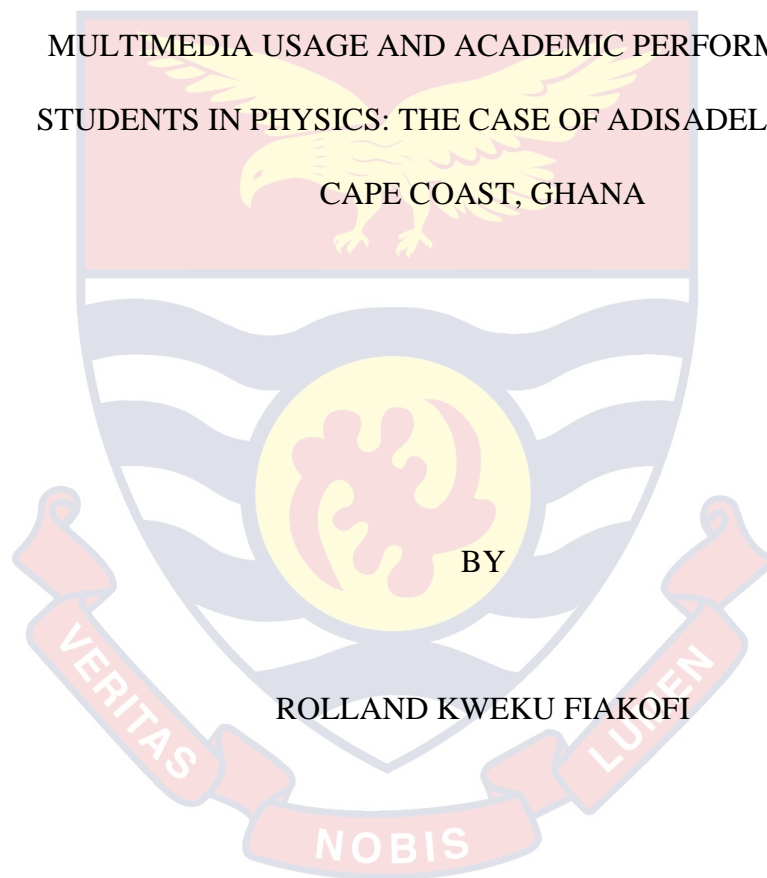 MULTIMEDIA USAGE AND ACADEMIC PERFORM
STUDENTS IN PHYSICS: THE CASE OF ADISADEL
CAPE COAST, GHANA
BY
ROLLAND KWEKU FIAKOFI
VERITAS
NOBIS
LUMEN